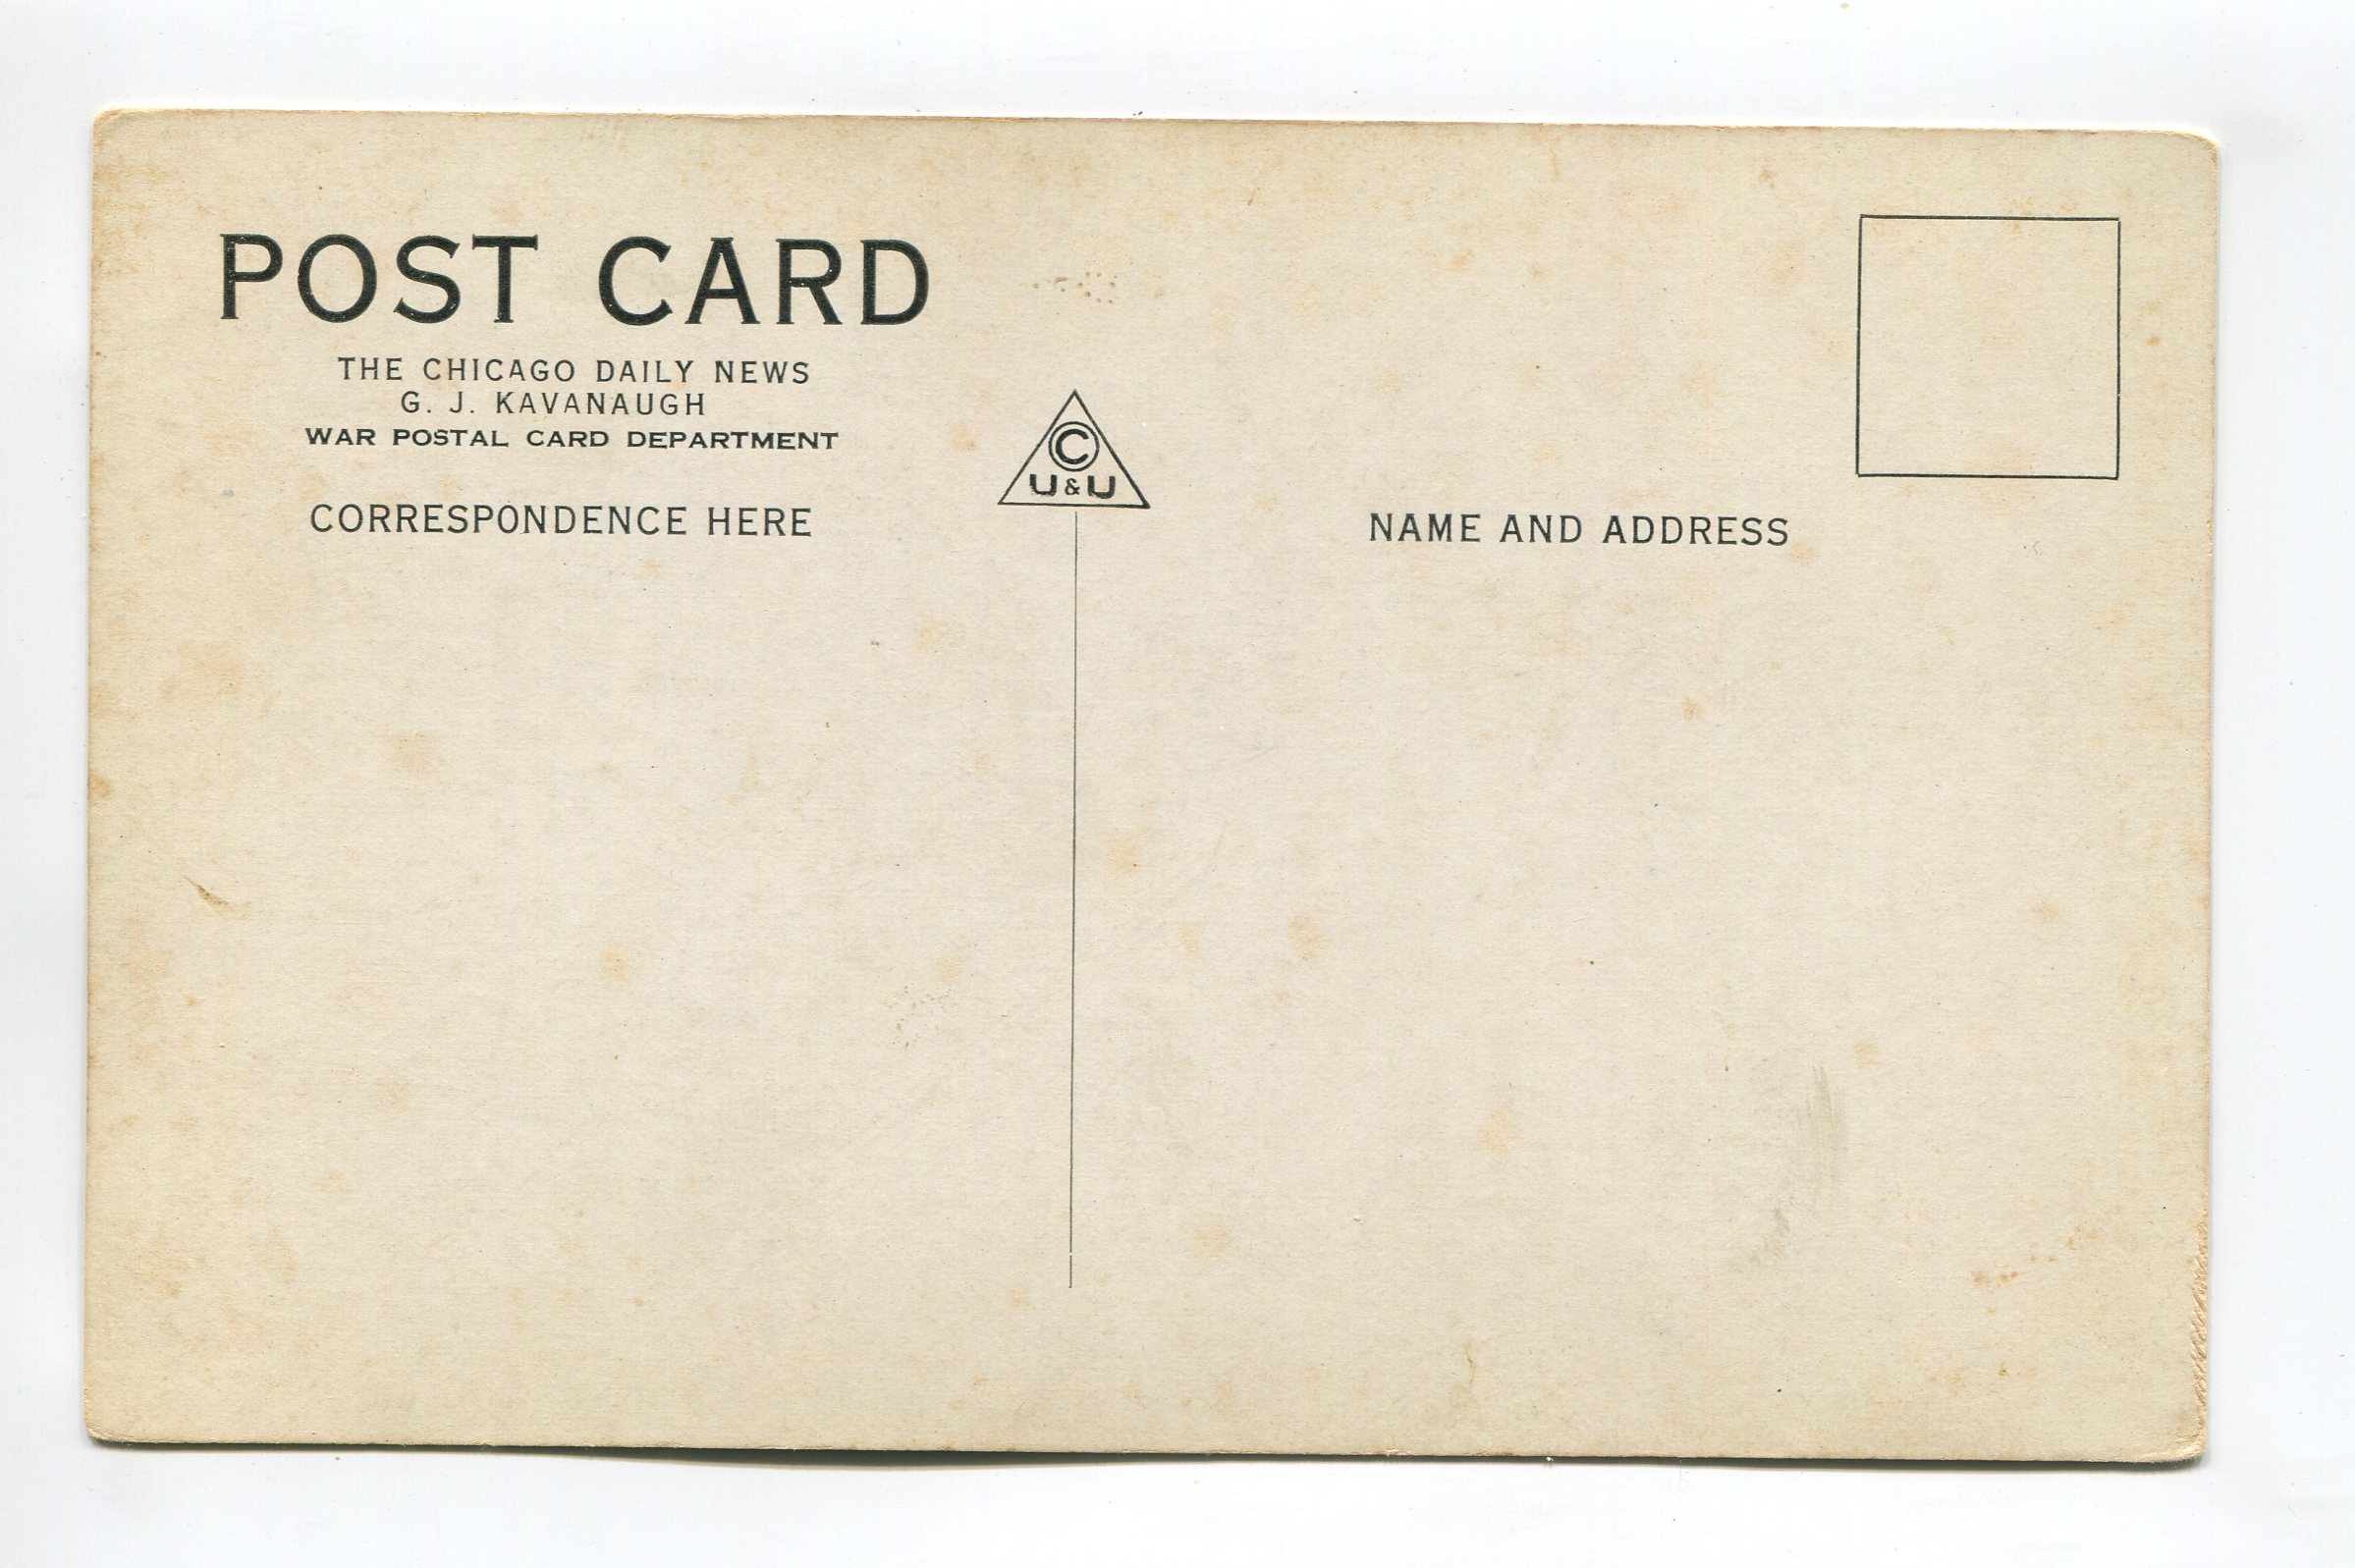 POST CARD
THE CHICAGO DAILY NEWS
G. J. KAVANAUGH
WAR POSTAL CARD DEPARTMENT
CORRESPONDENCE HERE
©
U & U
NAME AND ADDRESS